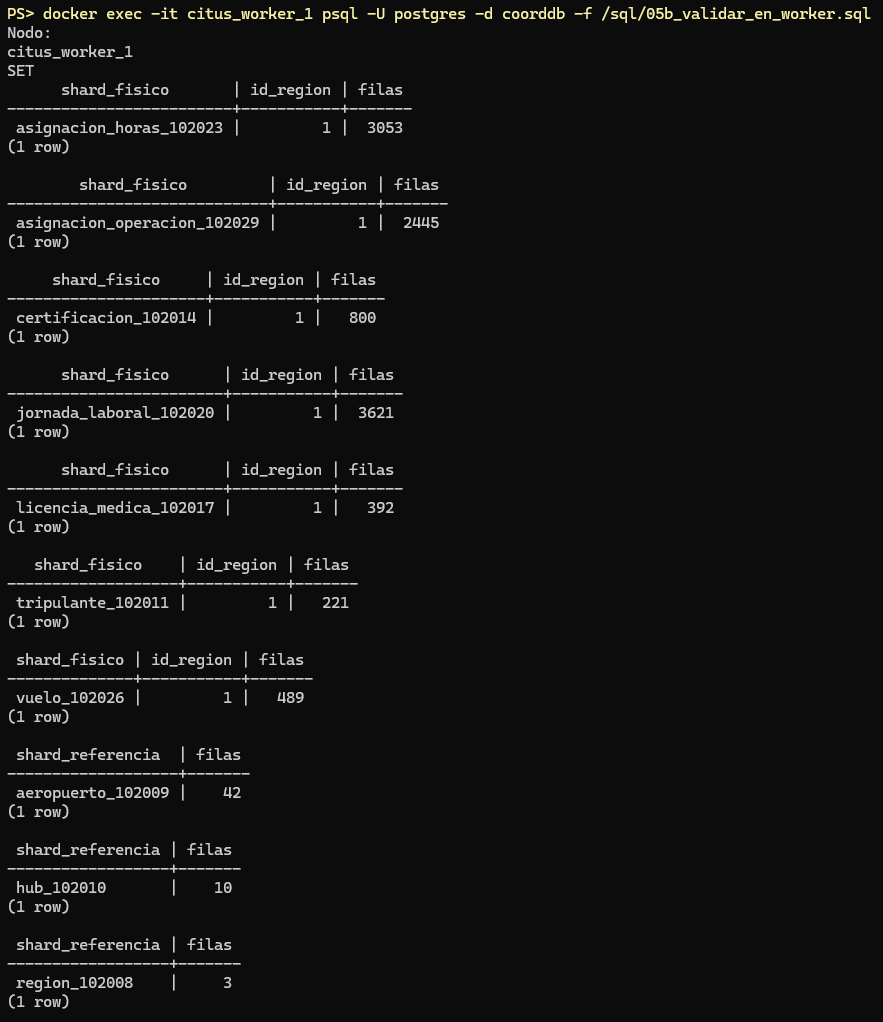 PS> docker exec -it citus_worker_1 psql -U postgres -d coorddb -f /sql/05b_validar_en_worker.sql
Nodo:
citus_worker_1
SET
shard_fisico | id_region | filas
-------------------------+-----------+-------
asignacion_horas_102023 | 1 | 3053
(1 row)
shard_fisico | id_region | filas
-----------------------------+-----------+-------
asignacion_operacion_102029 | 1 | 2445
(1 row)
shard_fisico | id_region | filas
----------------------+-----------+-------
certificacion_102014 | 1 | 800
(1 row)
shard_fisico | id_region | filas
------------------------+-----------+-------
jornada_laboral_102020 | 1 | 3621
(1 row)
shard_fisico | id_region | filas
------------------------+-----------+-------
licencia_medica_102017 | 1 | 392
(1 row)
shard_fisico | id_region | filas
-------------------+-----------+-------
tripulante_102011 | 1 | 221
(1 row)
shard_fisico | id_region | filas
--------------+-----------+-------
vuelo_102026 | 1 | 489
(1 row)
shard_referencia | filas
-------------------+-------
aeropuerto_102009 | 42
(1 row)
shard_referencia | filas
------------------+-------
hub_102010 | 10
(1 row)
shard_referencia | filas
------------------+-------
region_102008 | 3
(1 row)